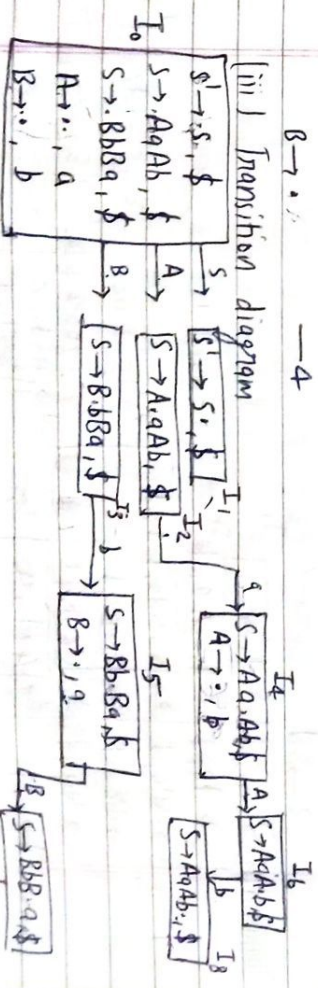 B → ·
— 4
(iii) Transition diagram
I₀
S' → ·S, $
S → ·AaAb, $
S → ·BbBa, $
A → ·, a
B → ·, b
S
A
B
I₁
S' → S·, $
I₂
S → A·aAb, $
I₃
S → B·bBa, $
a
b
I₄
S → Aa·Ab, $
A → ·, b
I₅
S → Bb·Ba, $
B → ·, a
A
B
I₆
S → AaA·b, $
b
I₈
S → AaAb·, $
S → BbB·a, $